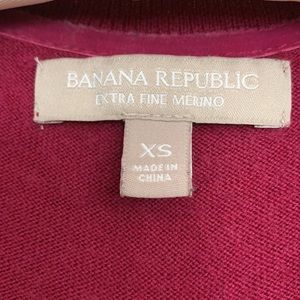 BANANA REPUBLIC
EXTRA FINE MERINO
XS
MADE IN
CHINA